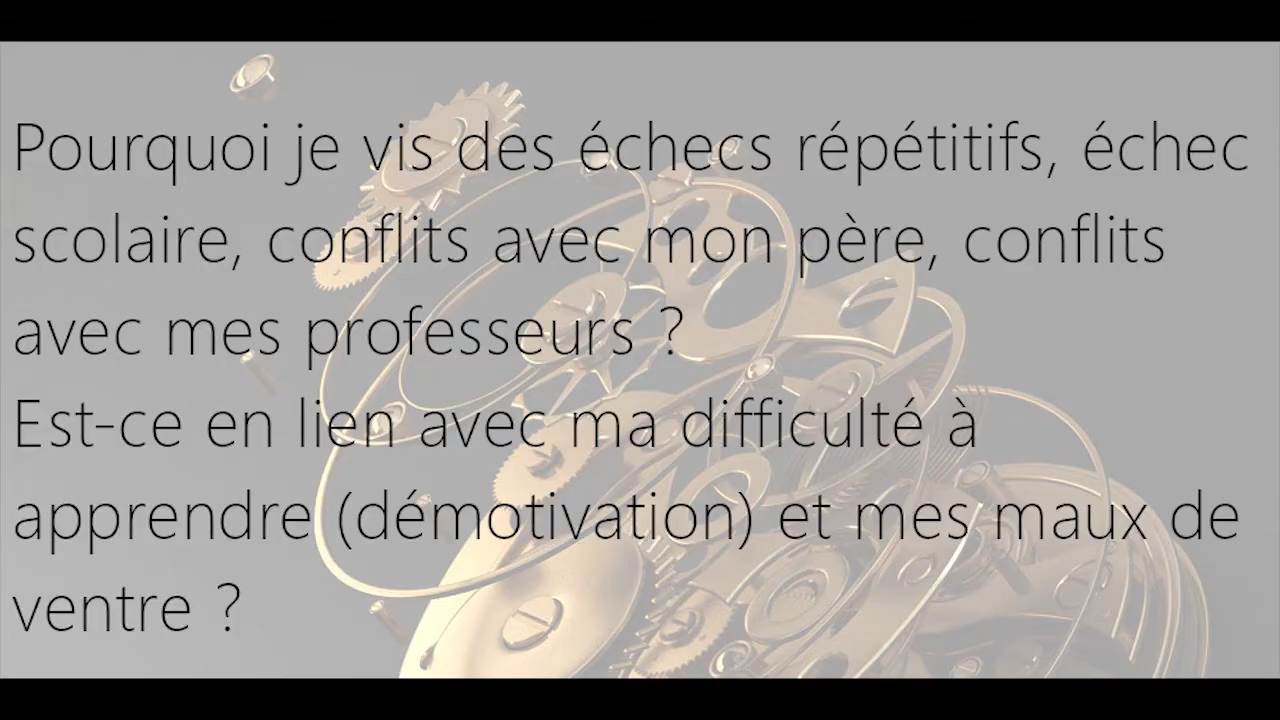 Pourquoi je vis des échecs répétitifs, échec
scolaire, conflits avec mon père, conflits
avec mes professeurs ?
Est-ce en lien avec ma difficulté à
apprendre (démotivation) et mes maux de
ventre ?